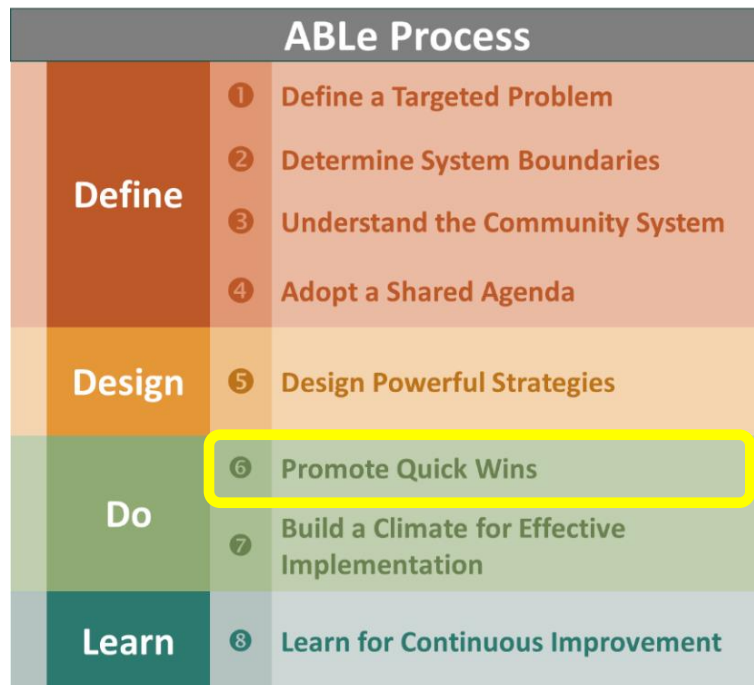 ABLe Process
Define
❶ Define a Targeted Problem
❷ Determine System Boundaries
❸ Understand the Community System
❹ Adopt a Shared Agenda
Design
❺ Design Powerful Strategies
Do
❻ Promote Quick Wins
❼ Build a Climate for Effective
Implementation
Learn
❽ Learn for Continuous Improvement